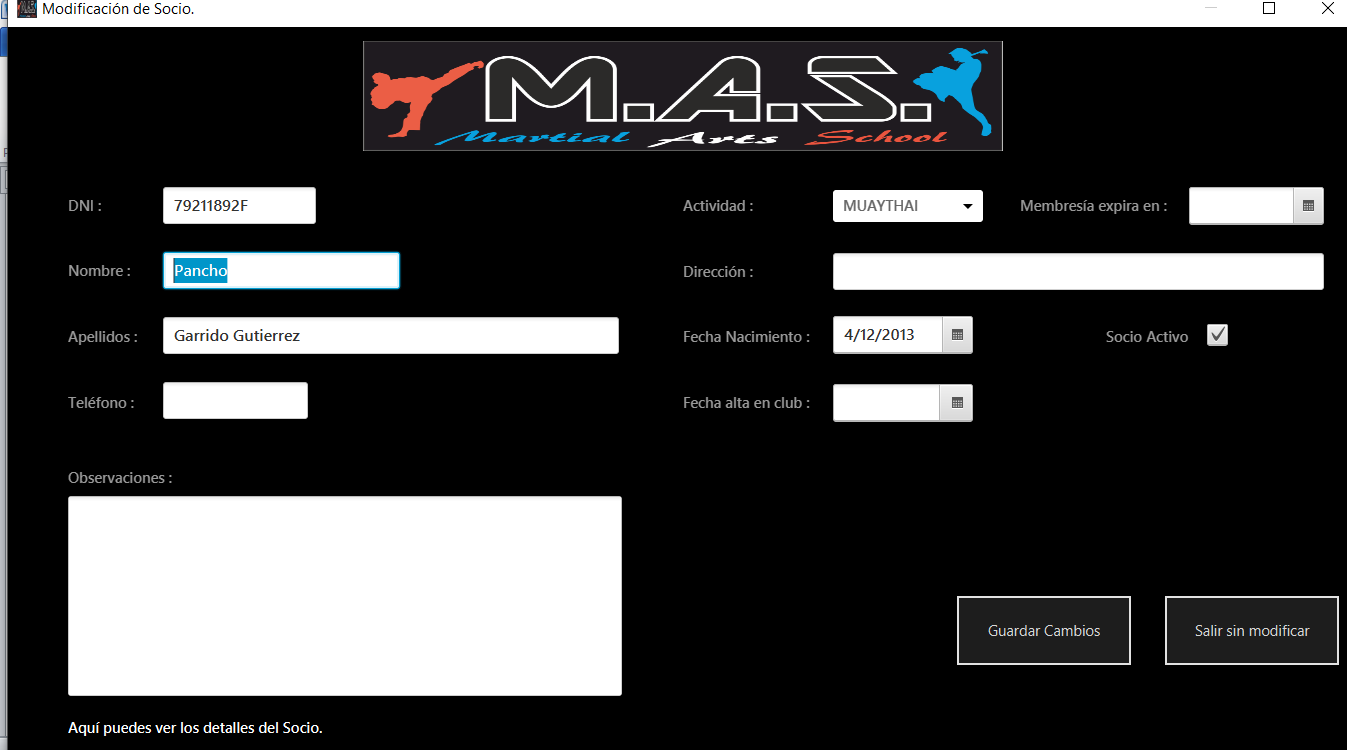 Modificación de Socio.
M.A.S.
Martial Arts School
DNI : 79211892F
Actividad : MUAYTHAI
Membresía expira en :
Nombre : Pancho
Dirección :
Apellidos : Garrido Gutierrez
Fecha Nacimiento : 4/12/2013
Socio Activo
Teléfono :
Fecha alta en club :
Observaciones :
Guardar Cambios
Salir sin modificar
Aquí puedes ver los detalles del Socio.